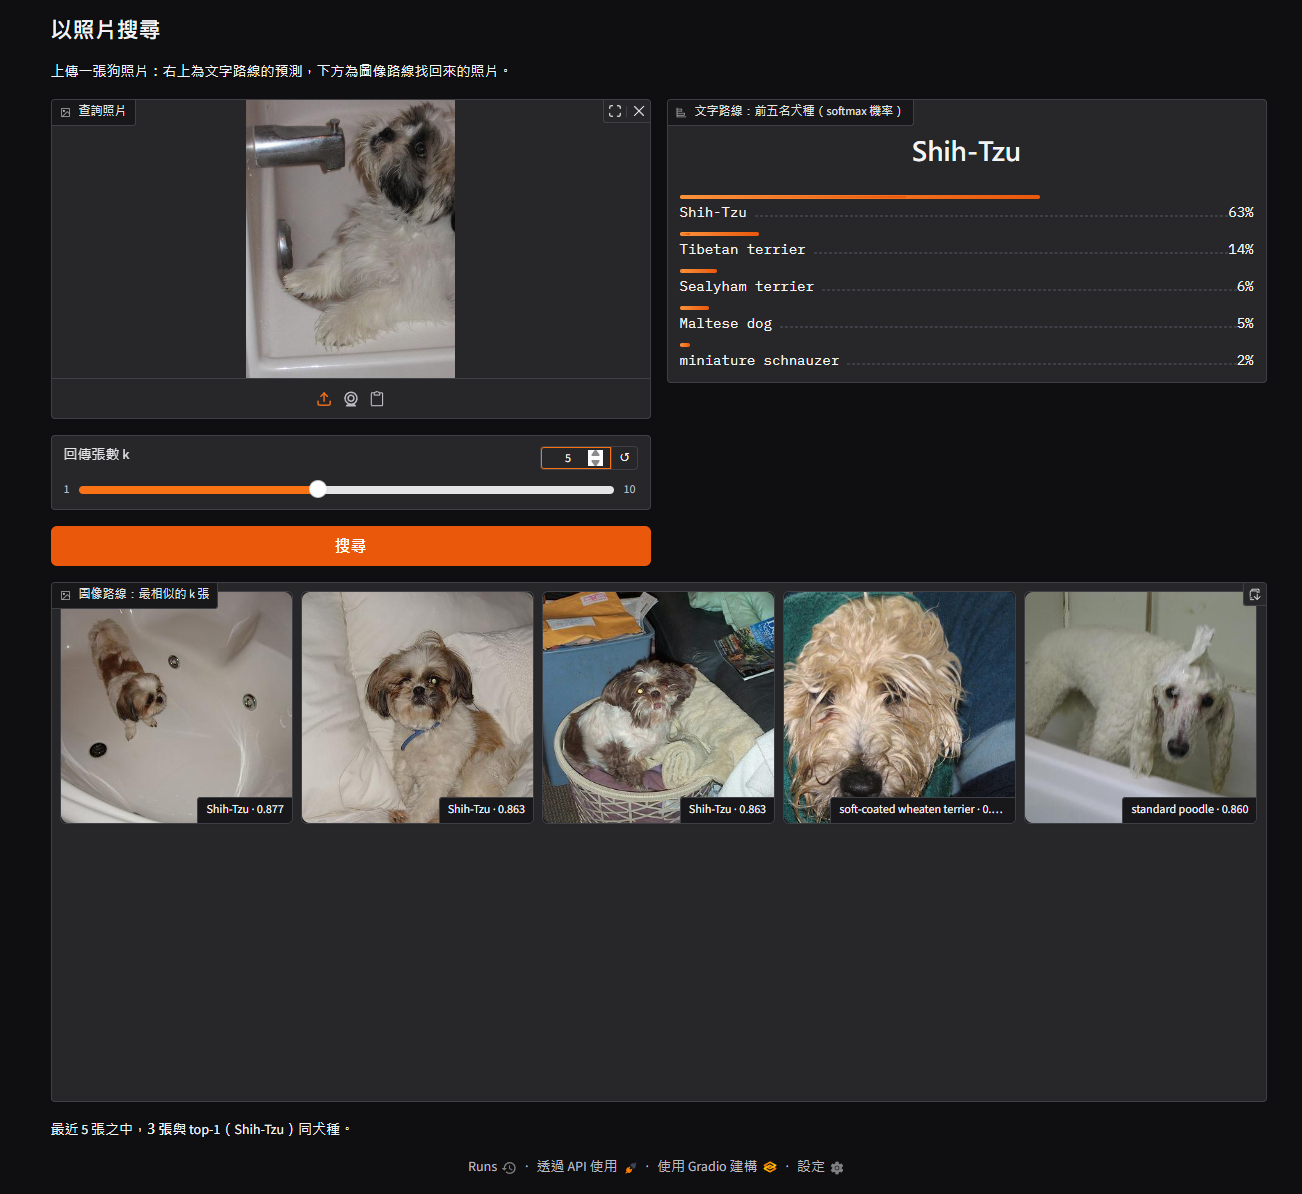 以照片搜尋
上傳一張狗照片：右上為文字路線的預測，下方為圖像路線找回來的照片。
查詢照片
文字路線：前五名犬種（softmax 機率）
Shih-Tzu
Shih-Tzu 63%
Tibetan terrier 14%
Sealyham terrier 6%
Maltese dog 5%
miniature schnauzer 2%
回傳張數 k
5
1
10
搜尋
圖像路線：最相似的 k 張
Shih-Tzu · 0.877
Shih-Tzu · 0.863
Shih-Tzu · 0.863
soft-coated wheaten terrier · 0.…
standard poodle · 0.860
最近 5 張之中，3 張與 top-1（Shih-Tzu）同犬種。
Runs · 透過 API 使用 · 使用 Gradio 建構 · 設定